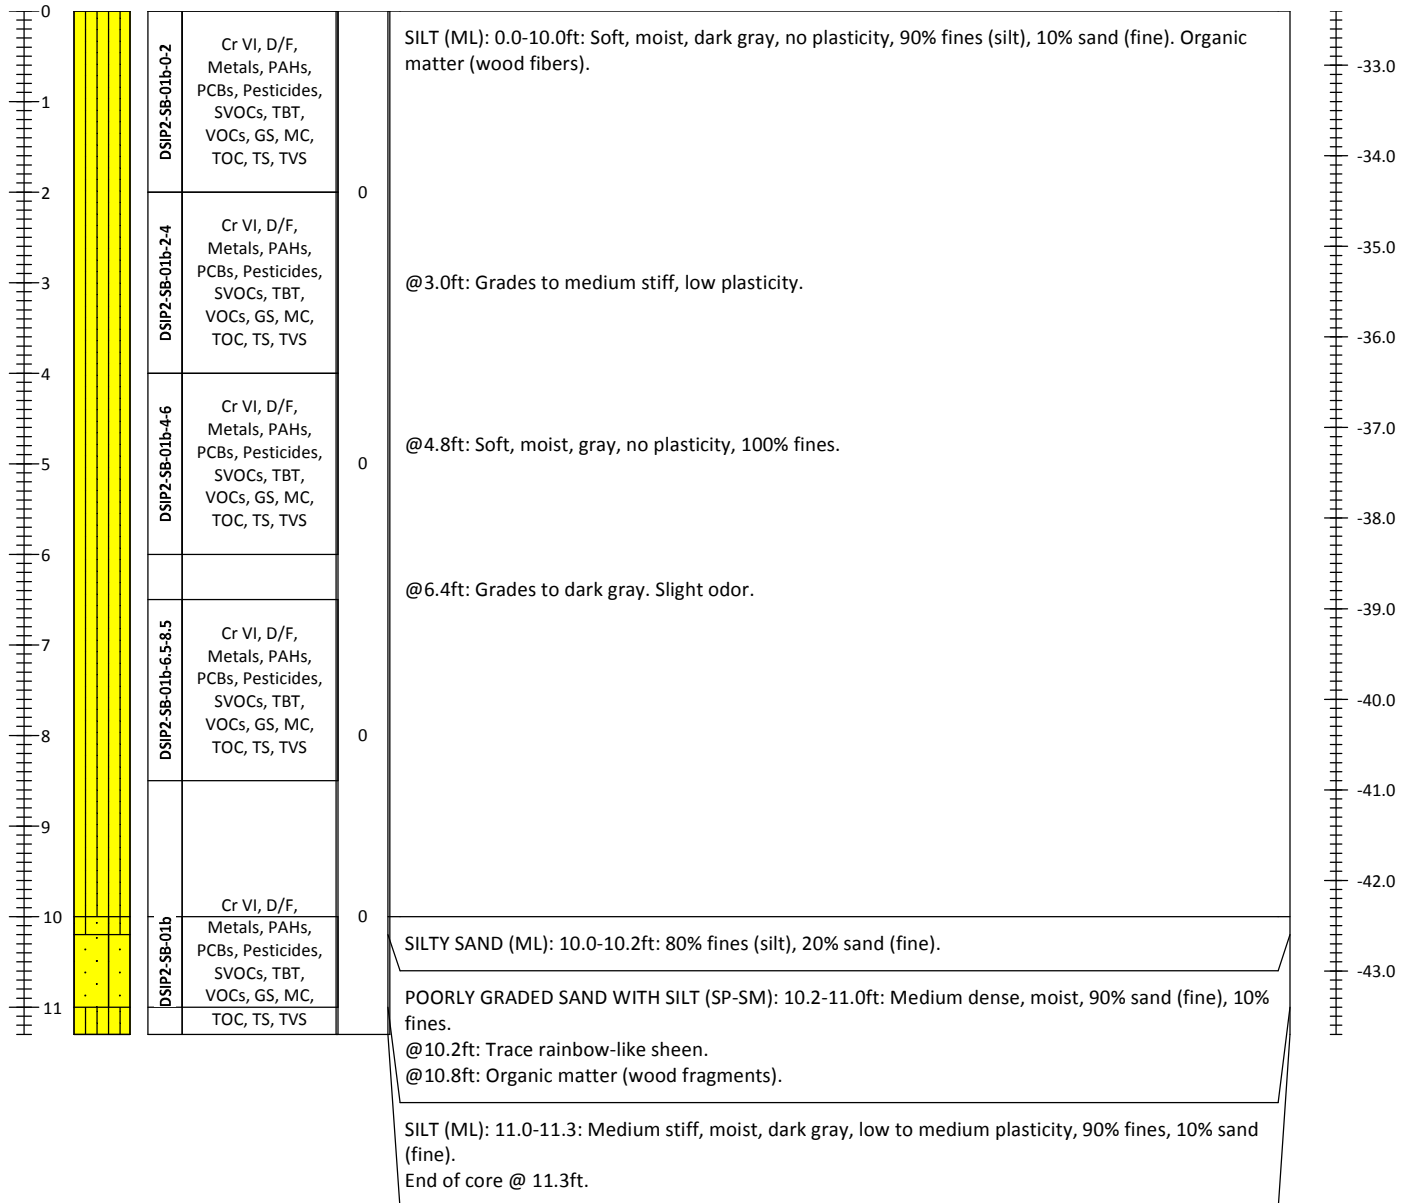 0
1
2
3
4
5
6
7
8
9
10
11
DSIP2-SB-01b-0-2
Cr VI, D/F,
Metals, PAHs,
PCBs, Pesticides,
SVOCs, TBT,
VOCs, GS, MC,
TOC, TS, TVS
DSIP2-SB-01b-2-4
Cr VI, D/F,
Metals, PAHs,
PCBs, Pesticides,
SVOCs, TBT,
VOCs, GS, MC,
TOC, TS, TVS
DSIP2-SB-01b-4-6
Cr VI, D/F,
Metals, PAHs,
PCBs, Pesticides,
SVOCs, TBT,
VOCs, GS, MC,
TOC, TS, TVS
DSIP2-SB-01b-6.5-8.5
Cr VI, D/F,
Metals, PAHs,
PCBs, Pesticides,
SVOCs, TBT,
VOCs, GS, MC,
TOC, TS, TVS
DSIP2-SB-01b
Cr VI, D/F,
Metals, PAHs,
PCBs, Pesticides,
SVOCs, TBT,
VOCs, GS, MC,
TOC, TS, TVS
0
0
0
0
SILT (ML): 0.0-10.0ft: Soft, moist, dark gray, no plasticity, 90% fines (silt), 10% sand (fine). Organic
matter (wood fibers).
@3.0ft: Grades to medium stiff, low plasticity.
@4.8ft: Soft, moist, gray, no plasticity, 100% fines.
@6.4ft: Grades to dark gray. Slight odor.
SILTY SAND (ML): 10.0-10.2ft: 80% fines (silt), 20% sand (fine).
POORLY GRADED SAND WITH SILT (SP-SM): 10.2-11.0ft: Medium dense, moist, 90% sand (fine), 10%
fines.
@10.2ft: Trace rainbow-like sheen.
@10.8ft: Organic matter (wood fragments).
SILT (ML): 11.0-11.3: Medium stiff, moist, dark gray, low to medium plasticity, 90% fines, 10% sand
(fine).
End of core @ 11.3ft.
-33.0
-34.0
-35.0
-36.0
-37.0
-38.0
-39.0
-40.0
-41.0
-42.0
-43.0